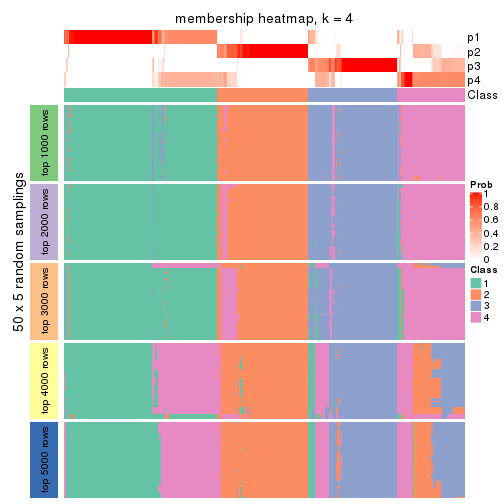 membership heatmap, k = 4
p1
p2
p3
p4
Class
50 x 5 random samplings
top 1000 rows
top 2000 rows
top 3000 rows
top 4000 rows
top 5000 rows
Prob
1
0.8
0.6
0.4
0.2
0
Class
1
2
3
4